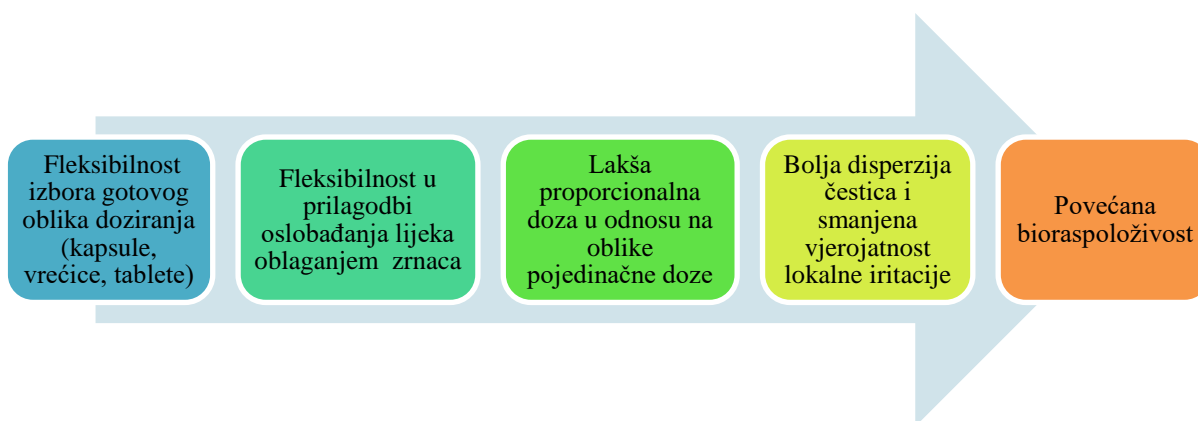 Fleksibilnost
izbora gotovog
oblika doziranja
(kapsule,
vrećice, tablete)
Fleksibilnost u
prilagodbi
oslobađanja lijeka
oblaganjem zrnaca
Lakša
proporcionalna
doza u odnosu na
oblike
pojedinačne doze
Bolja disperzija
čestica i
smanjena
vjerojatnost
lokalne iritacije
Povećana
bioraspoloživost